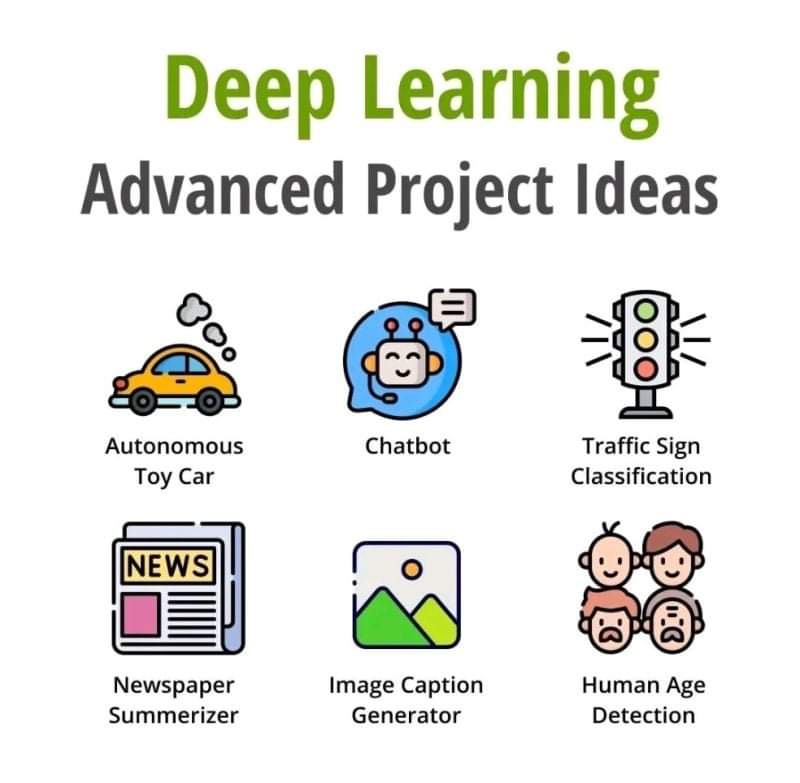 Deep Learning
Advanced Project Ideas
Autonomous
Toy Car
Chatbot
Traffic Sign
Classification
NEWS
Newspaper
Summerizer
Image Caption
Generator
Human Age
Detection